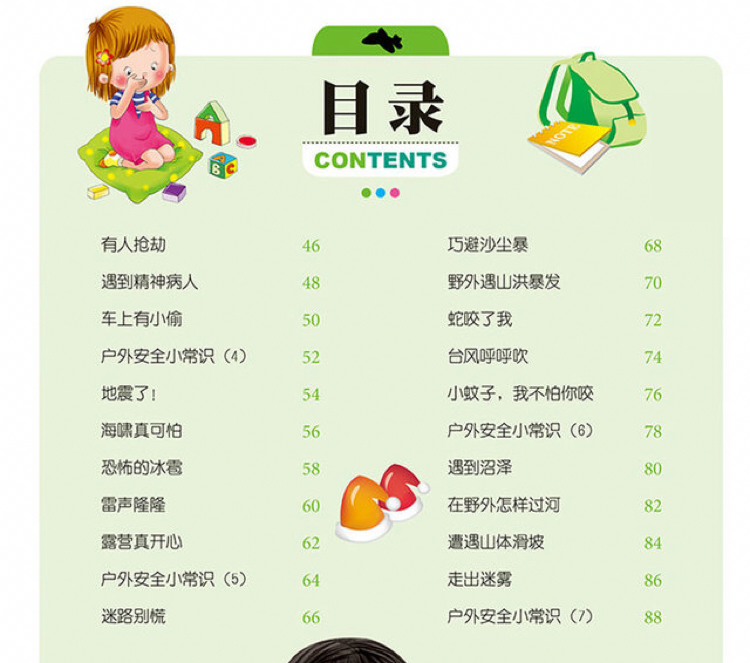 目录
CONTENTS
NOTE
A
B
C
有人抢劫 46
遇到精神病人 48
车上有小偷 50
户外安全小常识（4） 52
地震了！ 54
海啸真可怕 56
恐怖的冰雹 58
雷声隆隆 60
露营真开心 62
户外安全小常识（5） 64
迷路别慌 66
巧避沙尘暴 68
野外遇山洪暴发 70
蛇咬了我 72
台风呼呼吹 74
小蚊子，我不怕你咬 76
户外安全小常识（6） 78
遇到沼泽 80
在野外怎样过河 82
遭遇山体滑坡 84
走出迷雾 86
户外安全小常识（7） 88